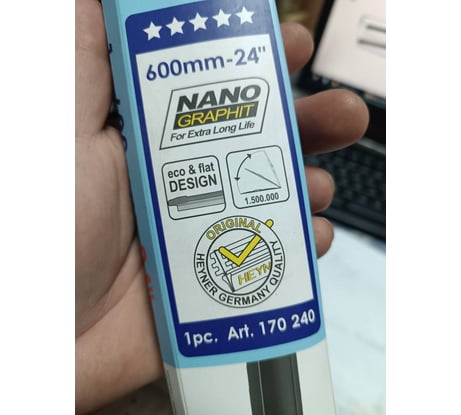 600mm-24"
NANO
GRAPHIT
For Extra Long Life
eco & flat
DESIGN
1.500.000
ORIGINAL
HEYNER GERMANY QUALITY
HEYN
1pc. Art. 170 240